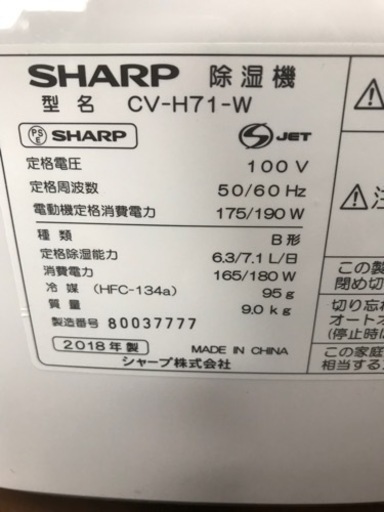 SHARP 除湿機
型名 CV-H71-W
PSE SHARP S JET
定格電圧 100 V
定格周波数 50/60 Hz
電動機定格消費電力 175/190 W
種類 B形
定格除湿能力 6.3/7.1 L/日
消費電力 165/180 W
冷媒 (HFC-134a) 95g
質量 9.0 kg
製造番号 80037777
2018年製 MADE IN CHINA
シャープ株式会社
注
この製
閉め切
切り忘れ
オートオ
(停止時に
この家庭
相当する